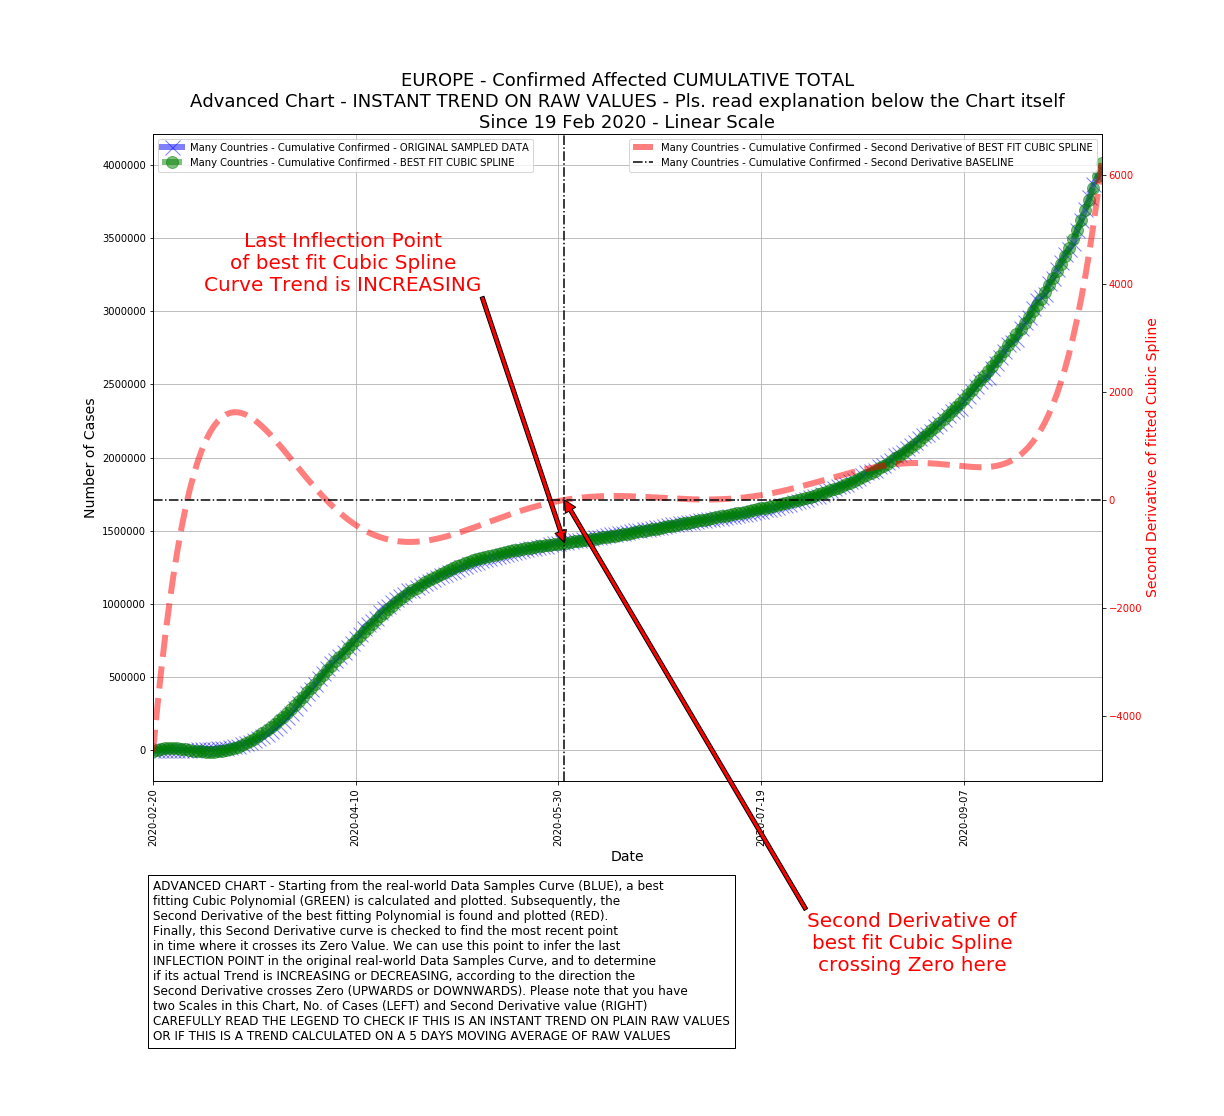 EUROPE - Confirmed Affected CUMULATIVE TOTAL
Advanced Chart - INSTANT TREND ON RAW VALUES - Pls. read explanation below the Chart itself
Since 19 Feb 2020 - Linear Scale
Many Countries - Cumulative Confirmed - ORIGINAL SAMPLED DATA
Many Countries - Cumulative Confirmed - BEST FIT CUBIC SPLINE
Many Countries - Cumulative Confirmed - Second Derivative of BEST FIT CUBIC SPLINE
Many Countries - Cumulative Confirmed - Second Derivative BASELINE
Last Inflection Point
of best fit Cubic Spline
Curve Trend is INCREASING
Number of Cases
4000000
3500000
3000000
2500000
2000000
1500000
1000000
500000
0
6000
4000
2000
0
−2000
−4000
Second Derivative of fitted Cubic Spline
2020-02-20
2020-04-10
2020-05-30
2020-07-19
2020-09-07
Date
Second Derivative of
best fit Cubic Spline
crossing Zero here
ADVANCED CHART - Starting from the real-world Data Samples Curve (BLUE), a best
fitting Cubic Polynomial (GREEN) is calculated and plotted. Subsequently, the
Second Derivative of the best fitting Polynomial is found and plotted (RED).
Finally, this Second Derivative curve is checked to find the most recent point
in time where it crosses its Zero Value. We can use this point to infer the last
INFLECTION POINT in the original real-world Data Samples Curve, and to determine
if its actual Trend is INCREASING or DECREASING, according to the direction the
Second Derivative crosses Zero (UPWARDS or DOWNWARDS). Please note that you have
two Scales in this Chart, No. of Cases (LEFT) and Second Derivative value (RIGHT)
CAREFULLY READ THE LEGEND TO CHECK IF THIS IS AN INSTANT TREND ON PLAIN RAW VALUES
OR IF THIS IS A TREND CALCULATED ON A 5 DAYS MOVING AVERAGE OF RAW VALUES